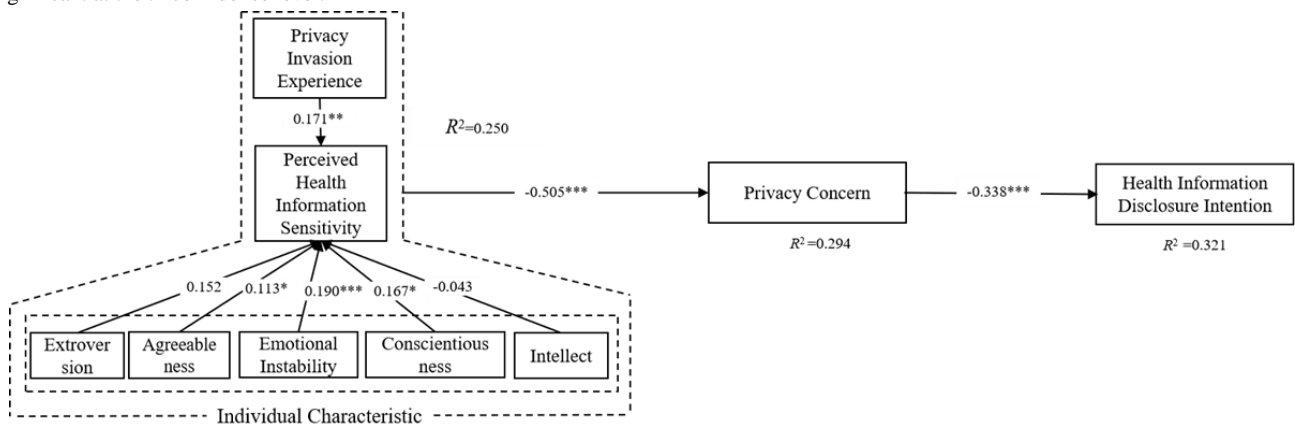 Privacy
Invasion
Experience
0.171**
R²=0.250
Perceived
Health
Information
Sensitivity
-0.505***
Privacy Concern
-0.338***
Health Information
Disclosure Intention
R²=0.294
R² =0.321
0.152
0.113*
0.190***
0.167*
-0.043
Extrover
sion
Agreeable
ness
Emotional
Instability
Conscientious
ness
Intellect
Individual Characteristic